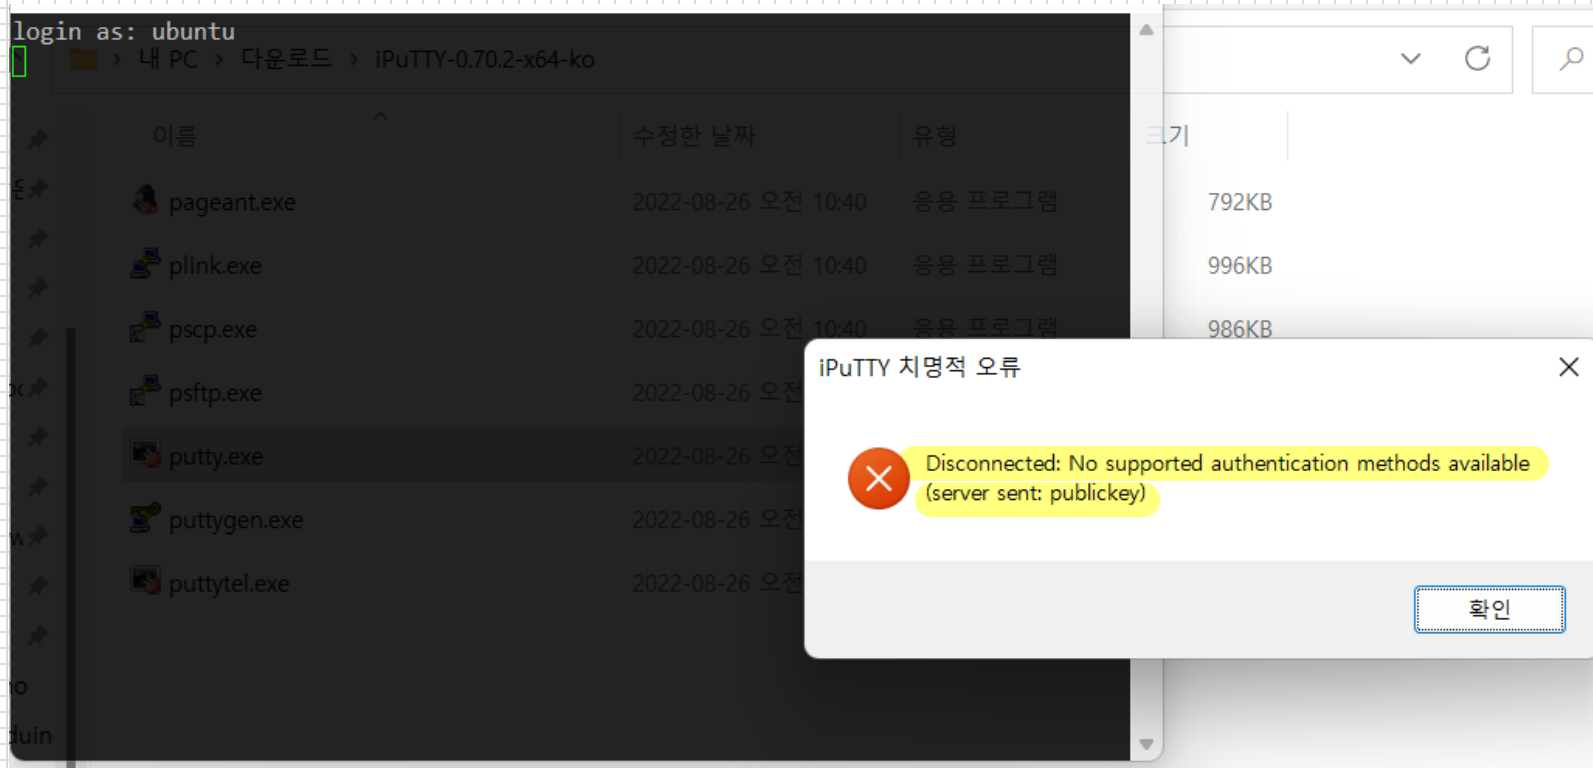 login as: ubuntu
내 PC > 다운로드 > iPuTTY-0.70.2-x64-ko
이름 수정한 날짜 유형 크기
pageant.exe 2022-08-26 오전 10:40 응용 프로그램 792KB
plink.exe 2022-08-26 오전 10:40 응용 프로그램 996KB
pscp.exe 2022-08-26 오전 10:40 응용 프로그램 986KB
psftp.exe 2022-08-26 오전
putty.exe 2022-08-26 오전
puttygen.exe 2022-08-26 오전
puttytel.exe 2022-08-26 오전
duin
iPuTTY 치명적 오류
Disconnected: No supported authentication methods available
(server sent: publickey)
확인